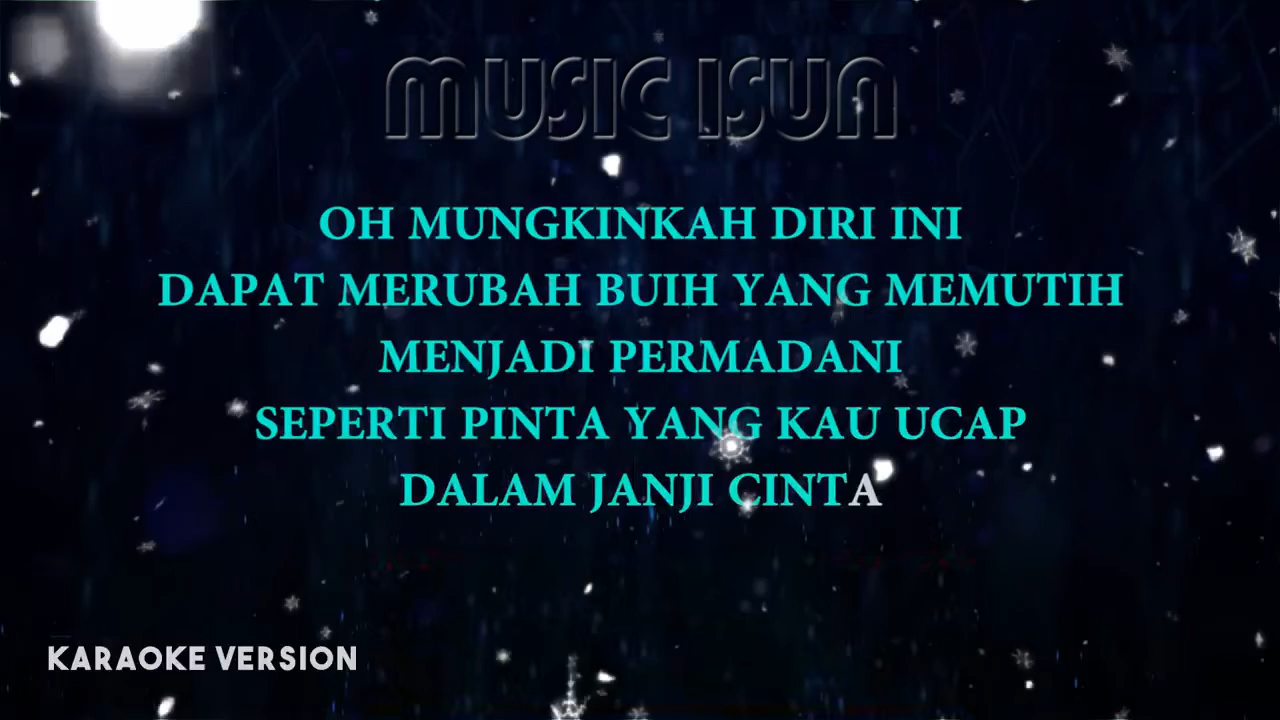 MUSIC ISUN
OH MUNGKINKAH DIRI INI
DAPAT MERUBAH BUIH YANG MEMUTIH
MENJADI PERMADANI
SEPERTI PINTA YANG KAU UCAP
DALAM JANJI CINTA
KARAOKE VERSION